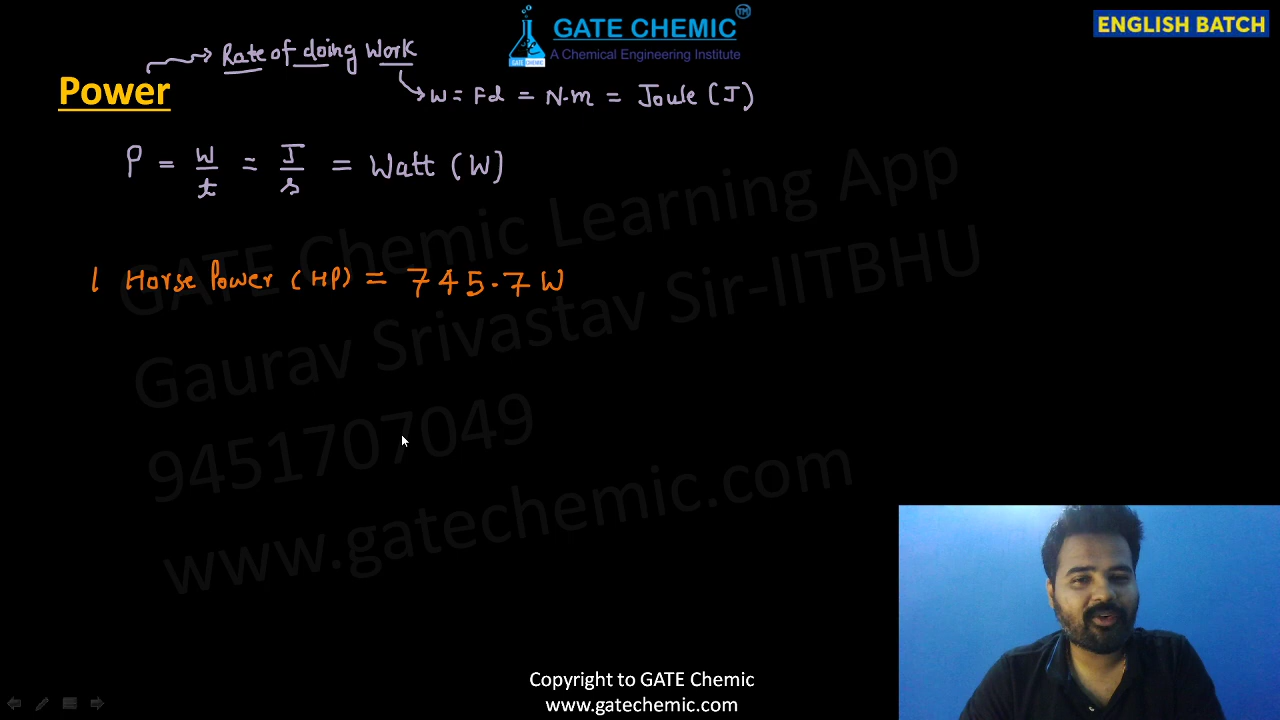 GATE CHEMIC™
A Chemical Engineering Institute
GATE CHEMIC
ENGLISH BATCH
Rate of doing Work
Power
W = Fd = N·m = Joule (J)
P = W/t = J/s = Watt (W)
GATE Chemic Learning App
1 Horse Power (HP) = 745.7 W
Gaurav Srivastav Sir-IITBHU
9451707049
www.gatechemic.com
Copyright to GATE Chemic
www.gatechemic.com